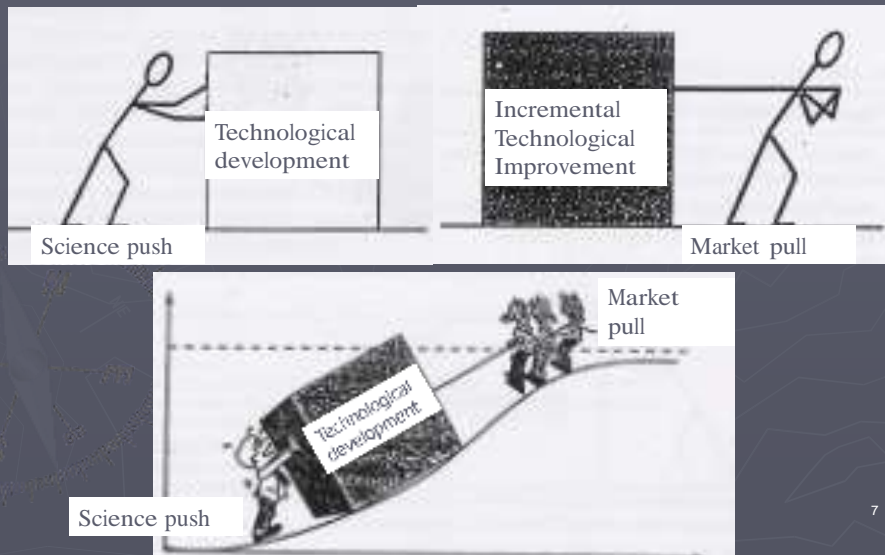 Technological
development
Science push
Incremental
Technological
Improvement
Market pull
Market
pull
Technological
development
Science push
7